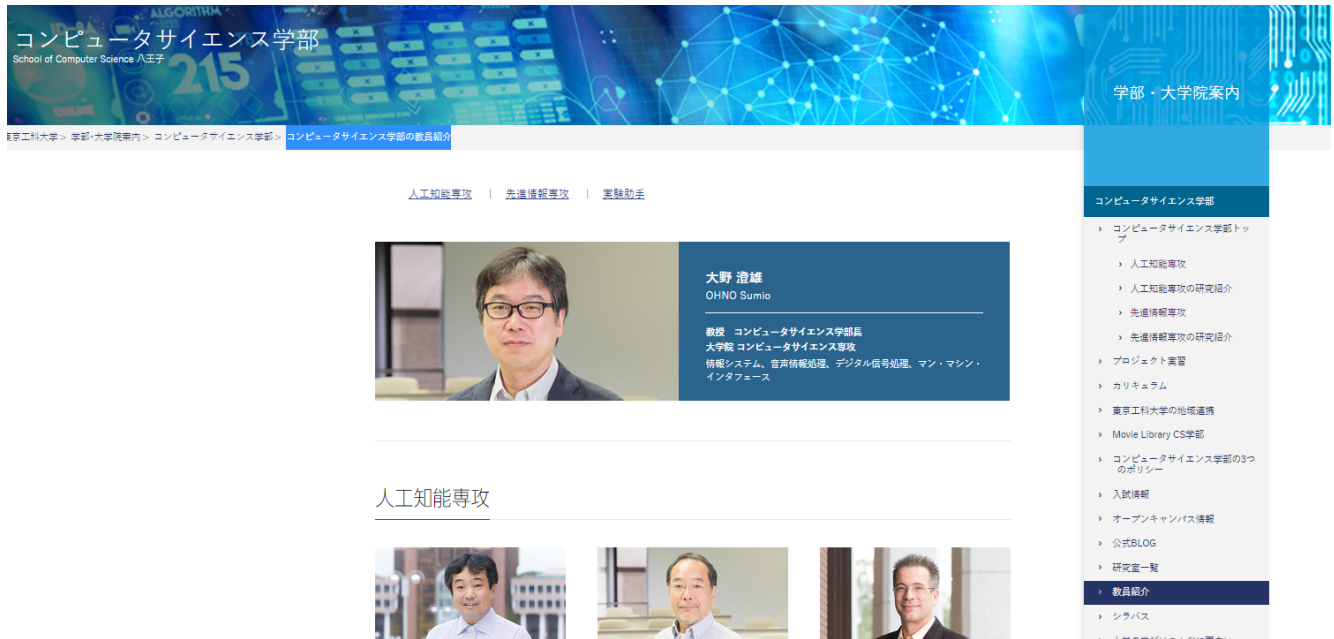 コンピュータサイエンス学部
School of Computer Science 八王子
ALGORITHM
215
ONLINE
学部・大学院案内
東京工科大学 > 学部・大学院案内 > コンピュータサイエンス学部 > コンピュータサイエンス学部の教員紹介
人工知能専攻 | 先進情報専攻 | 実験助手
大野 澄雄
OHNO Sumio
教授 コンピュータサイエンス学部長
大学院 コンピュータサイエンス専攻
情報システム、音声情報処理、デジタル信号処理、マン・マシン・
インタフェース
人工知能専攻
コンピュータサイエンス学部
コンピュータサイエンス学部トッ
プ
人工知能専攻
人工知能専攻の研究紹介
先進情報専攻
先進情報専攻の研究紹介
プロジェクト実習
カリキュラム
東京工科大学の地域連携
Movie Library CS学部
コンピュータサイエンス学部の3つ
のポリシー
入試情報
オープンキャンパス情報
公式BLOG
研究室一覧
教員紹介
シラバス